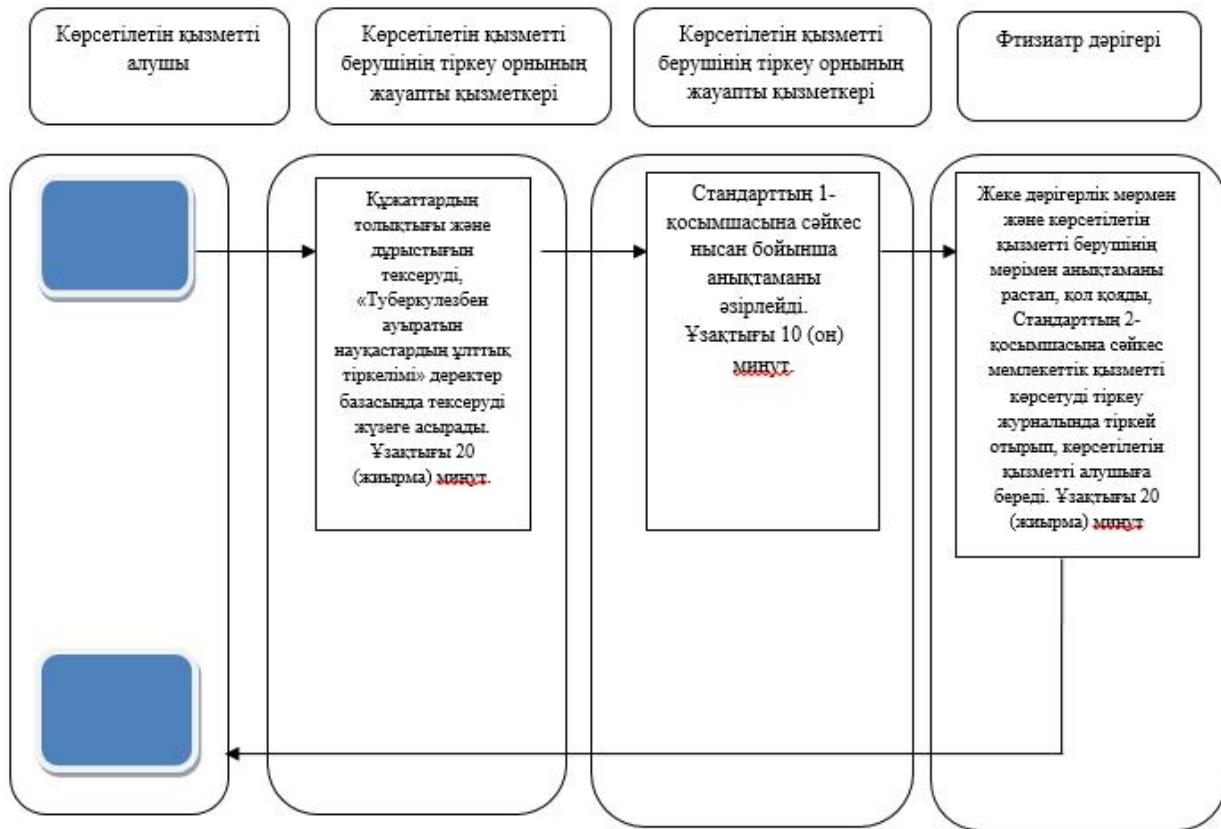 Көрсетілетін қызметті
алушы
Көрсетілетін қызметті
берушінің тіркеу орнының
жауапты қызметкері
Көрсетілетін қызметті
берушінің тіркеу орнының
жауапты қызметкері
Фтизиатр дәрігері
Құжаттардың
толықтығы және
дұрыстығын
тексеруді,
«Туберкулезбен
ауыратын
науқастардың ұлттық
тіркелімі» деректер
базасында тексеруді
жүзеге асырады.
Ұзақтығы 20
(жиырма) минут.
Стандарттың 1-
қосымшасына сәйкес
нысан бойынша
анықтаманы
әзірлейді.
Ұзақтығы 10 (он)
минут.
Жеке дәрігерлік мөрмен
және көрсетілетін
қызметті берушінің
мөрімен анықтаманы
растап, қол қояды,
Стандарттың 2-
қосымшасына сәйкес
мемлекеттік қызметті
көрсетуді тіркеу
журналында тіркей
отырып, көрсетілетін
қызметті алушыға
береді. Ұзақтығы 20
(жиырма) минут